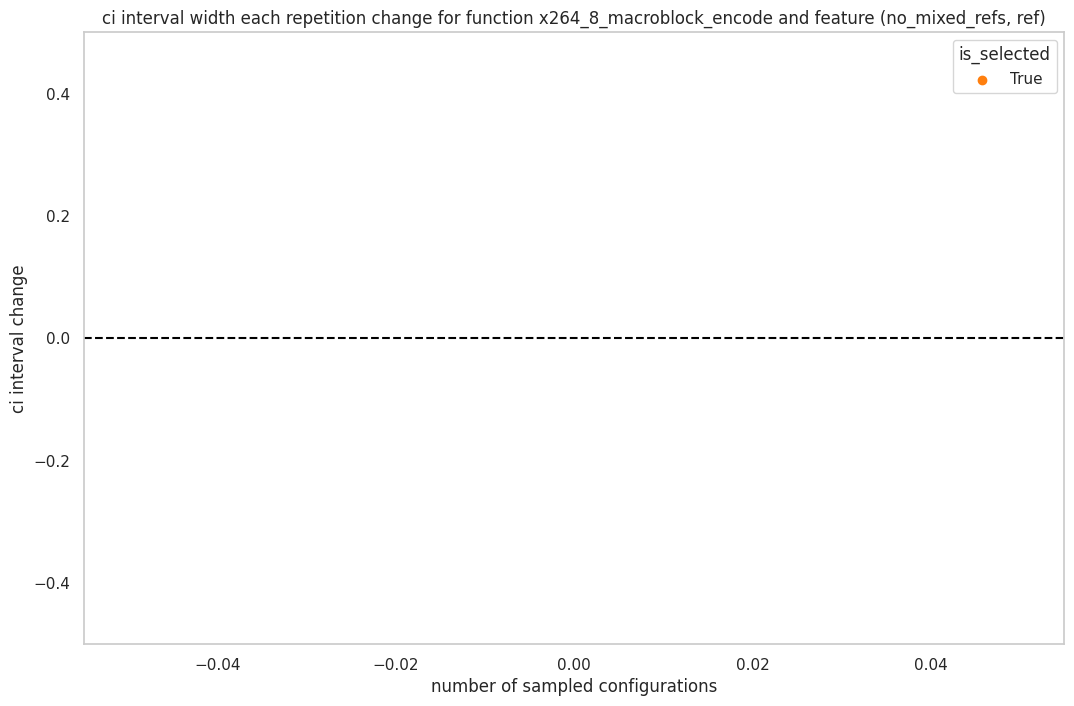 ci interval width each repetition change for function x264_8_macroblock_encode and feature (no_mixed_refs, ref)
is_selected
True
0.4
0.2
0.0
−0.2
−0.4
ci interval change
−0.04
−0.02
0.00
0.02
0.04
number of sampled configurations